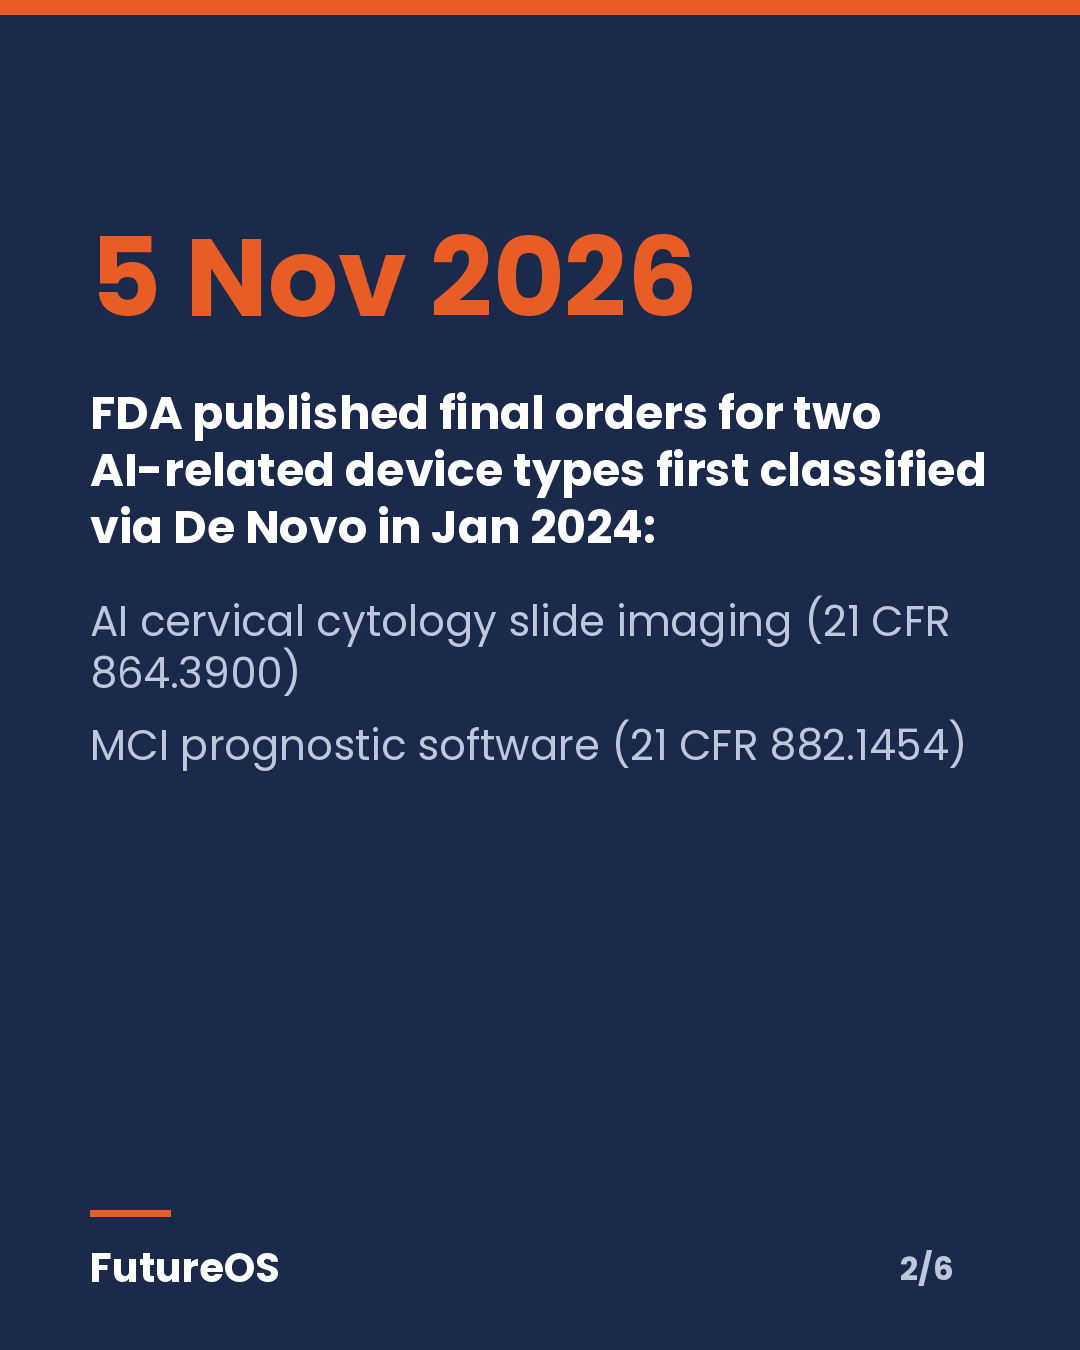 5 Nov 2026
FDA published final orders for two
AI-related device types first classified
via De Novo in Jan 2024:
AI cervical cytology slide imaging (21 CFR
864.3900)
MCI prognostic software (21 CFR 882.1454)
FutureOS
2/6